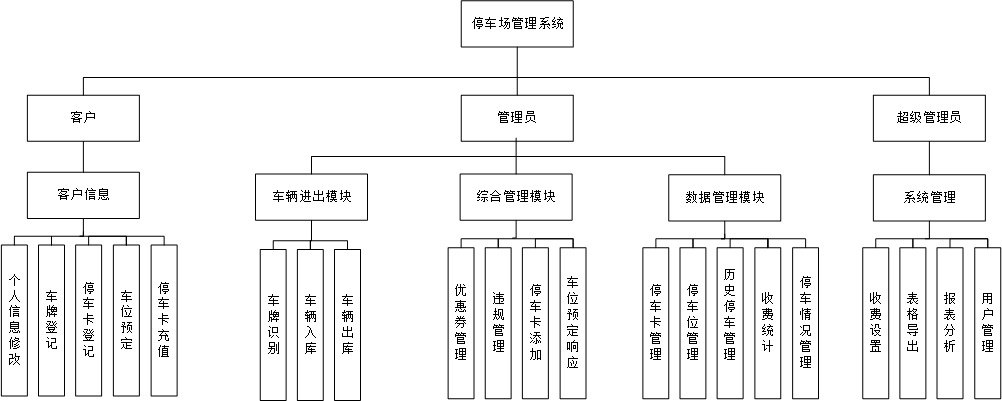 停车场管理系统
客户
管理员
超级管理员
客户信息
车辆进出模块
综合管理模块
数据管理模块
系统管理
个人信息修改
车牌登记
停车卡登记
车位预定
停车卡充值
车牌识别
车辆入库
车辆出库
优惠券管理
违规管理
停车卡添加
车位预定响应
停车卡管理
停车位管理
历史停车管理
收费统计
停车情况管理
收费设置
表格导出
报表分析
用户管理